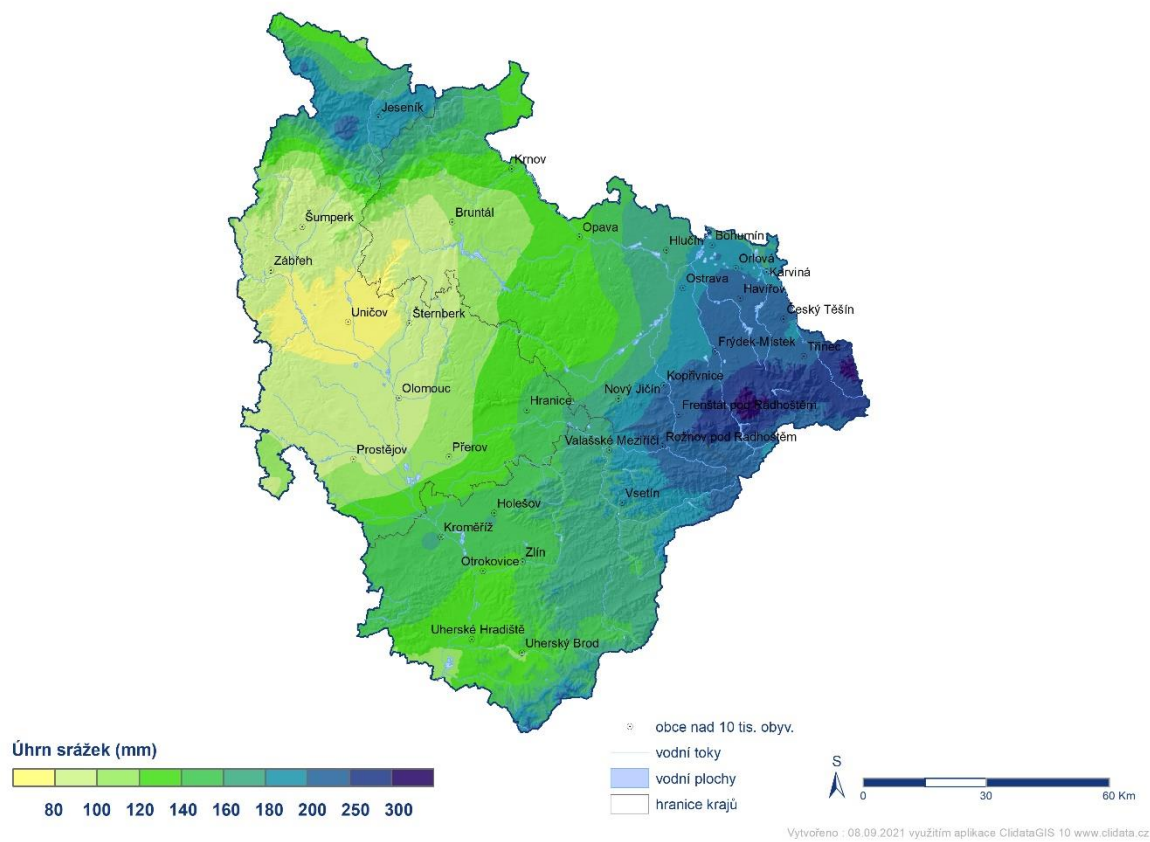 Jeseník
Krnov
Šumperk
Bruntál
Opava
Hlučín
Bohumín
Zábřeh
Orlová
Karviná
Ostrava
Havířov
Uničov
Šternberk
Český Těšín
Frýdek-Místek
Třinec
Kopřivnice
Olomouc
Nový Jičín
Hranice
Frenštát pod Radhoštěm
Valašské Meziříčí
Rožnov pod Radhoštěm
Prostějov
Přerov
Vsetín
Holešov
Kroměříž
Zlín
Otrokovice
Uherské Hradiště
Uherský Brod
Úhrn srážek (mm)
80 100 120 140 160 180 200 250 300
obce nad 10 tis. obyv.
vodní toky
vodní plochy
hranice krajů
S
0 30 60 Km
Vytvořeno : 08.09.2021 využitím aplikace ClidataGIS 10 www.clidata.cz